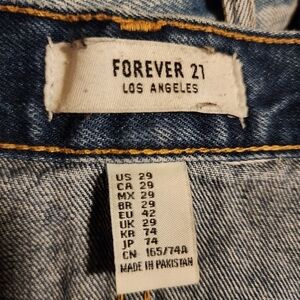 FOREVER 21
LOS ANGELES
US 29
CA 29
MX 29
BR 29
EU 42
UK 29
KR 74
JP 74
CN 165/74A
MADE IN PAKISTAN